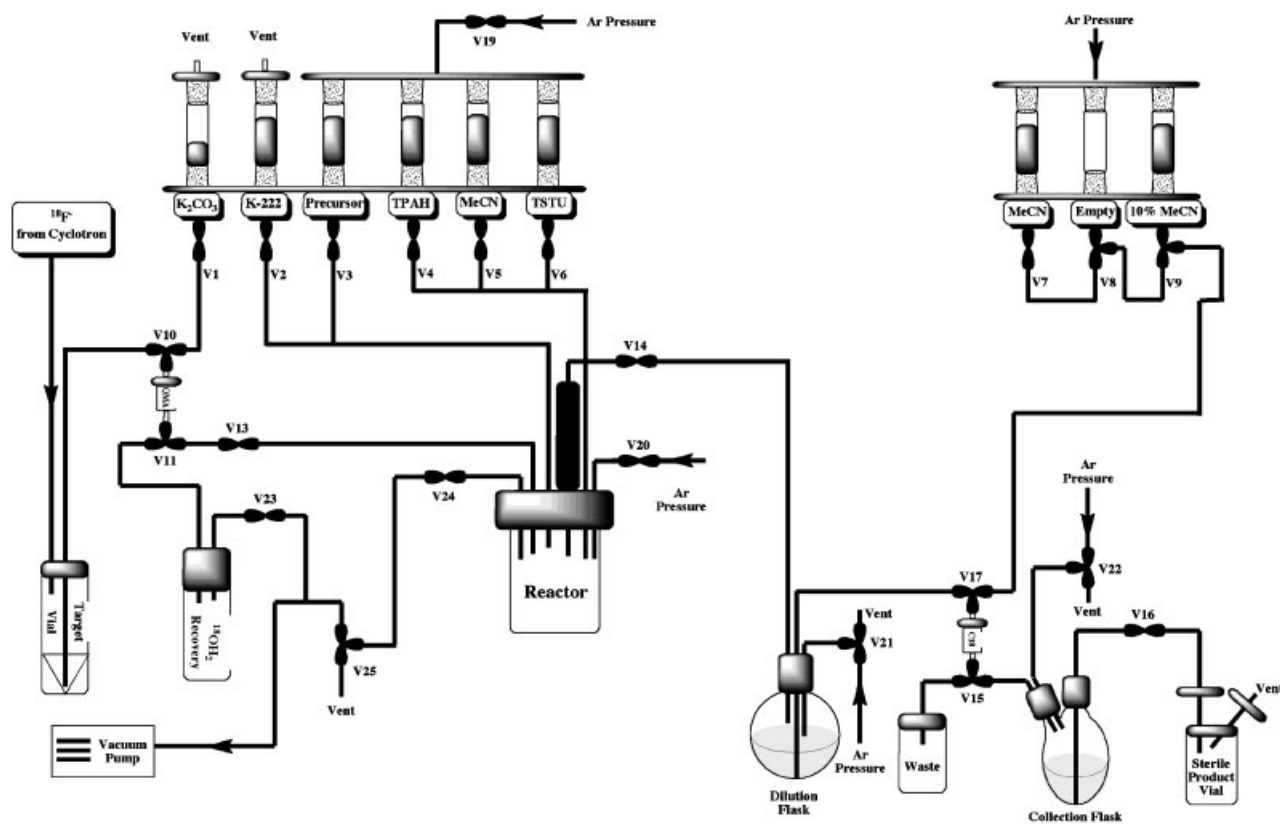 Ar Pressure
V19
Vent
Vent
K₂CO₃
K-222
Precursor
TPAH
MeCN
TSTU
V1
V2
V3
V4
V5
V6
Ar Pressure
MeCN
Empty
10% MeCN
V7
V8
V9
¹⁸F⁻
from Cyclotron
V10
QMA
V11
V13
V14
V20
Ar
Pressure
V24
V23
Reactor
Target
Vial
¹⁸OH₂
Recovery
V25
Vent
Vacuum
Pump
V17
C18
V15
Vent
V21
Ar
Pressure
Dilution
Flask
Waste
Ar
Pressure
V22
Vent
V16
Vent
Sterile
Product
Vial
Collection Flask